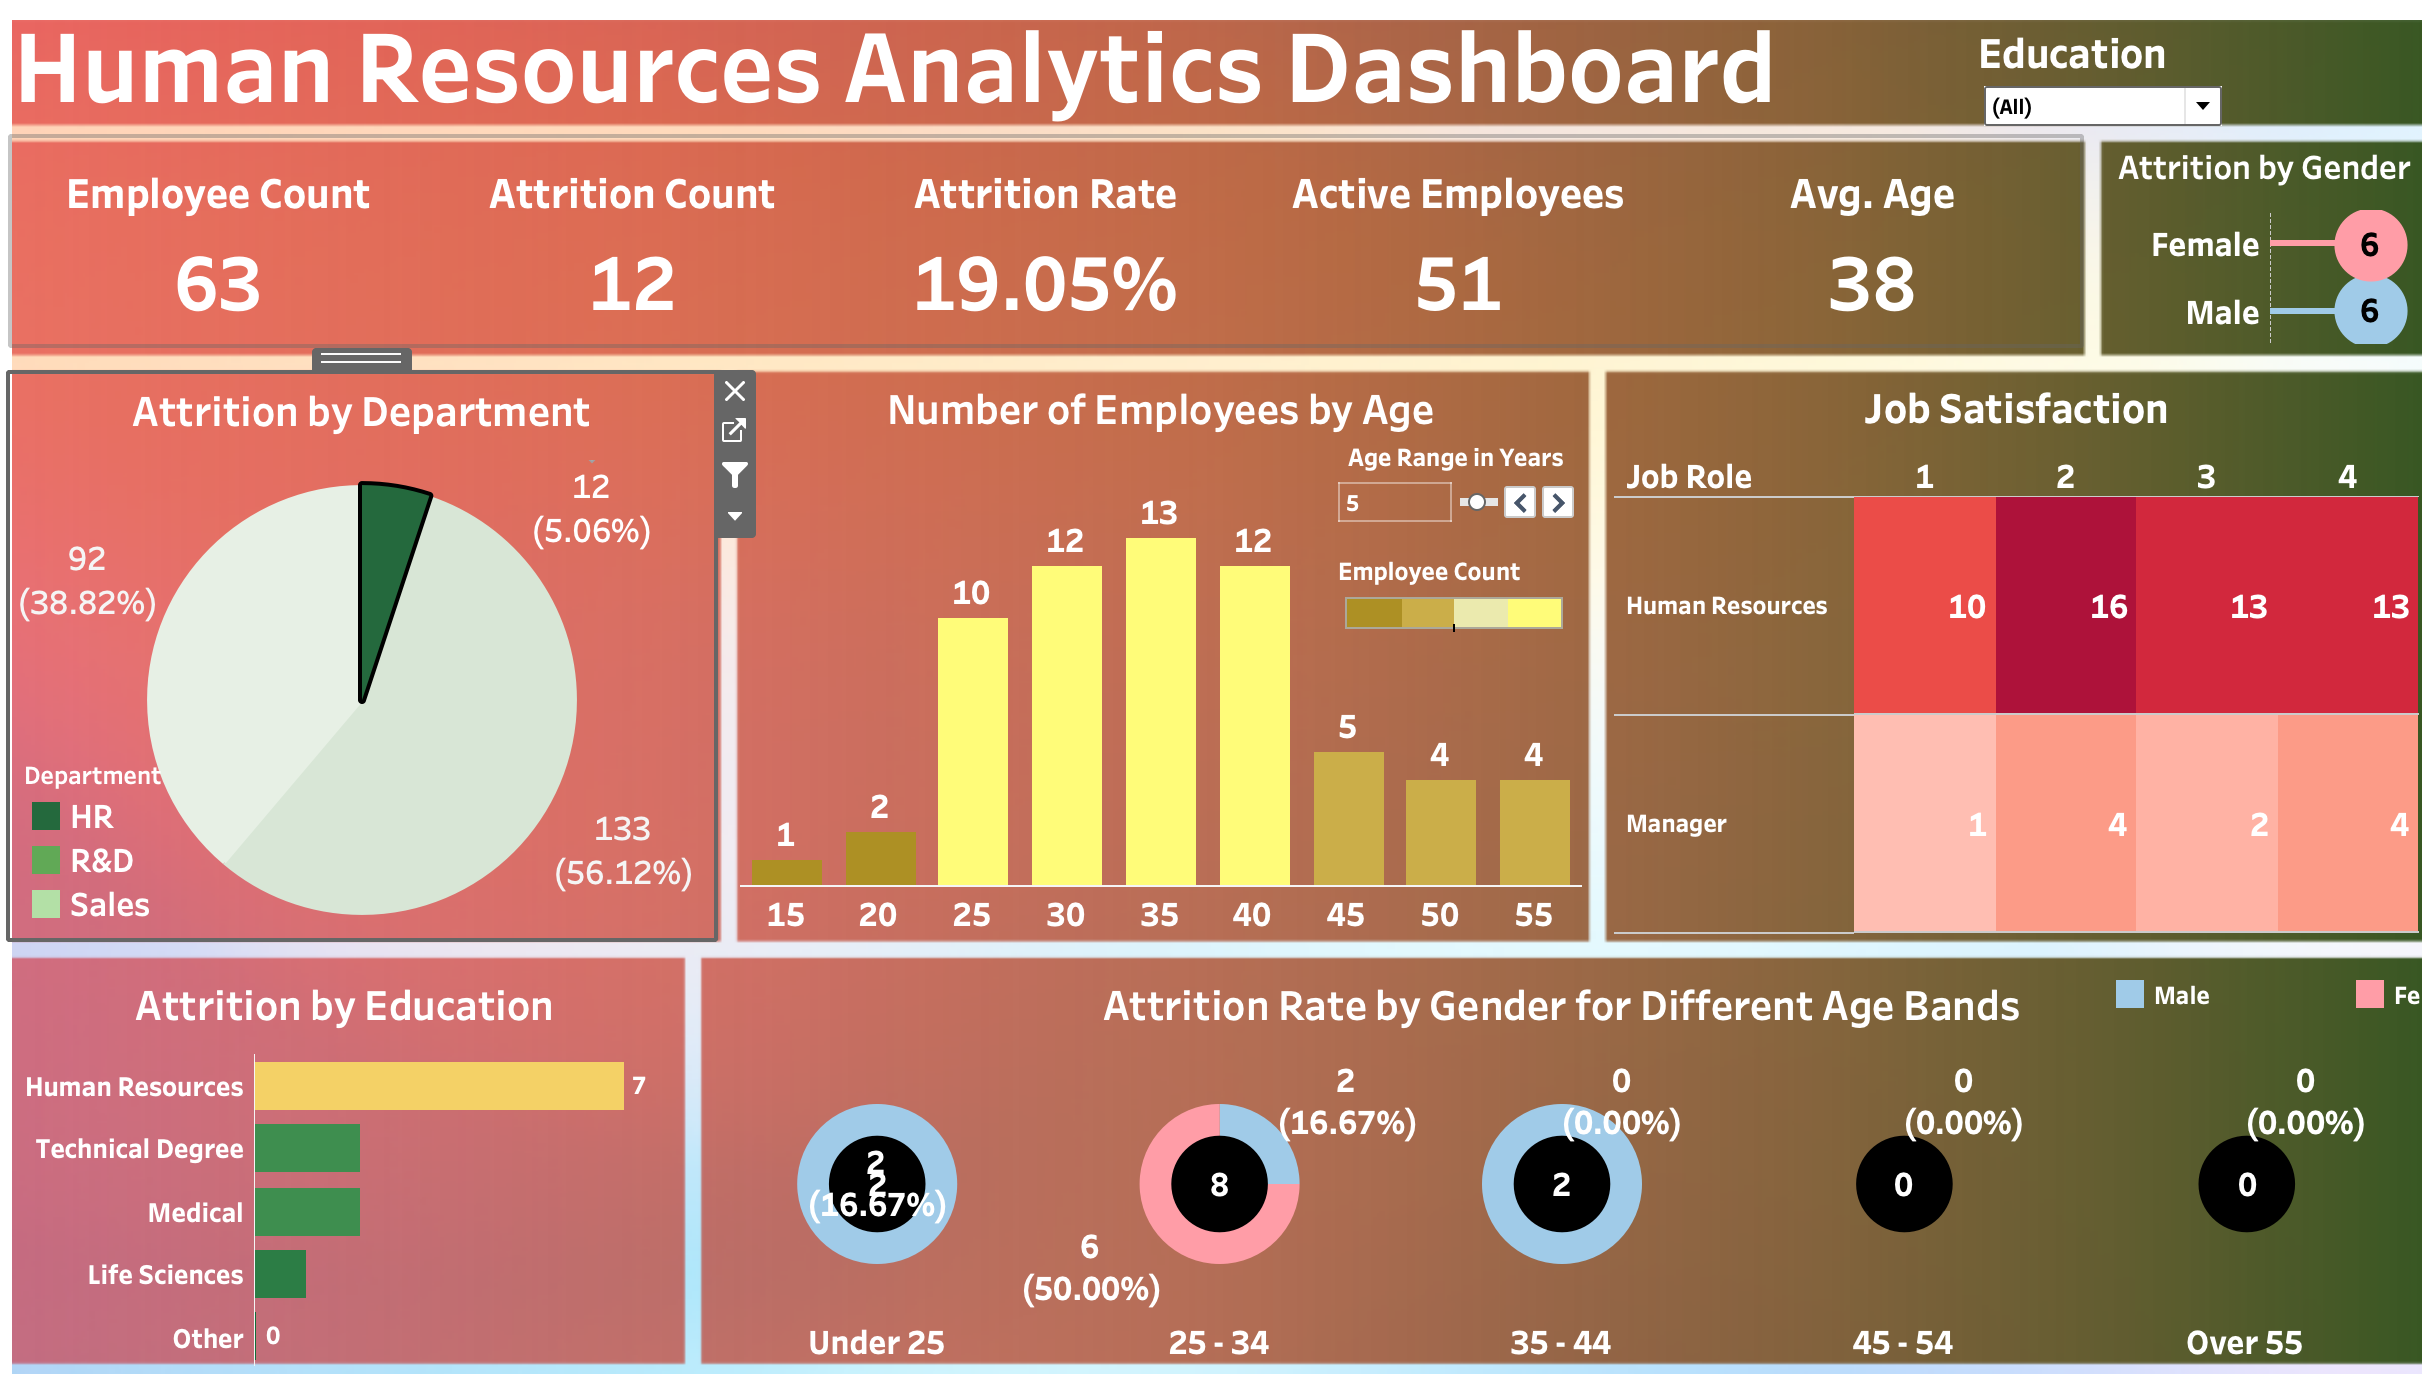 Human Resources Analytics Dashboard
Education
(All)
Employee Count
63
Attrition Count
12
Attrition Rate
19.05%
Active Employees
51
Avg. Age
38
Attrition by Gender
Female 6
Male 6
Attrition by Department
12
(5.06%)
92
(38.82%)
133
(56.12%)
Department
HR
R&D
Sales
Number of Employees by Age
Age Range in Years
5
Employee Count
1 2 10 12 13 12 5 4 4
15 20 25 30 35 40 45 50 55
Job Satisfaction
Job Role 1 2 3 4
Human Resources 10 16 13 13
Manager 1 4 2 4
Attrition by Education
Human Resources 7
Technical Degree
Medical
Life Sciences
Other 0
Attrition Rate by Gender for Different Age Bands
Male
Fe
2
2
(16.67%)
Under 25
2
(16.67%)
8
6
(50.00%)
25 - 34
0
(0.00%)
2
35 - 44
0
(0.00%)
0
45 - 54
0
(0.00%)
0
Over 55